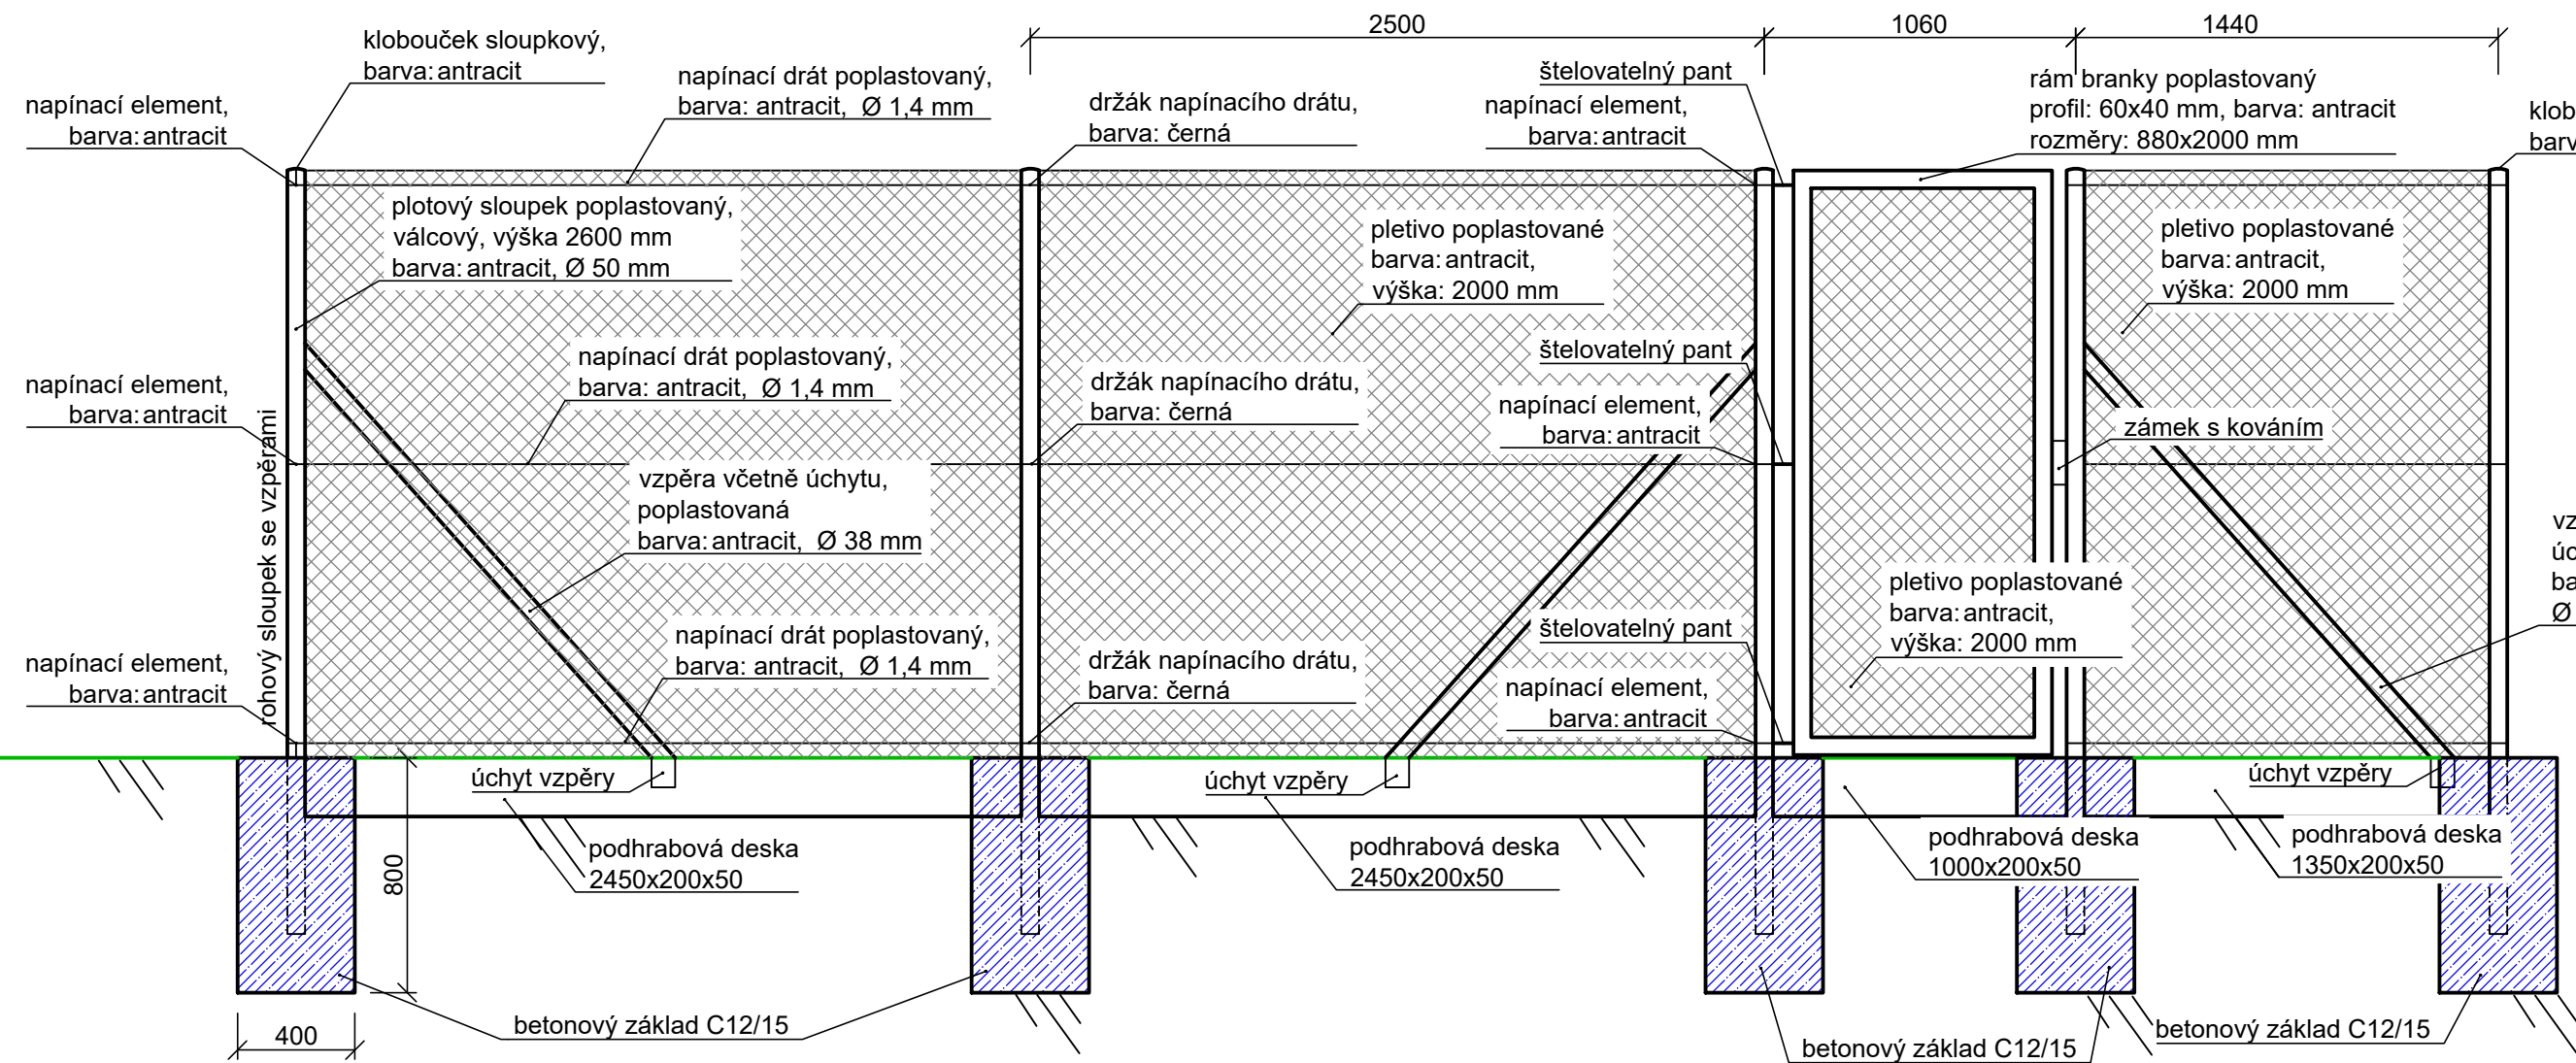 2500
1060
1440
klobouček sloupkový,
barva: antracit
napínací element,
barva: antracit
napínací drát poplastovaný,
barva: antracit, Ø 1,4 mm
držák napínacího drátu,
barva: černá
štelovatelný pant
napínací element,
barva: antracit
rám branky poplastovaný
profil: 60x40 mm, barva: antracit
rozměry: 880x2000 mm
klob
barv
plotový sloupek poplastovaný,
válcový, výška 2600 mm
barva: antracit, Ø 50 mm
pletivo poplastované
barva: antracit,
výška: 2000 mm
pletivo poplastované
barva: antracit,
výška: 2000 mm
napínací element,
barva: antracit
napínací drát poplastovaný,
barva: antracit, Ø 1,4 mm
držák napínacího drátu,
barva: černá
štelovatelný pant
napínací element,
barva: antracit
zámek s kováním
rohový sloupek se vzpěrami
vzpěra včetně úchytu,
poplastovaná
barva: antracit, Ø 38 mm
vz
úc
ba
Ø
pletivo poplastované
barva: antracit,
výška: 2000 mm
napínací element,
barva: antracit
napínací drát poplastovaný,
barva: antracit, Ø 1,4 mm
držák napínacího drátu,
barva: černá
štelovatelný pant
napínací element,
barva: antracit
úchyt vzpěry
úchyt vzpěry
úchyt vzpěry
800
podhrabová deska
2450x200x50
podhrabová deska
2450x200x50
podhrabová deska
1000x200x50
podhrabová deska
1350x200x50
400
betonový základ C12/15
betonový základ C12/15
betonový základ C12/15